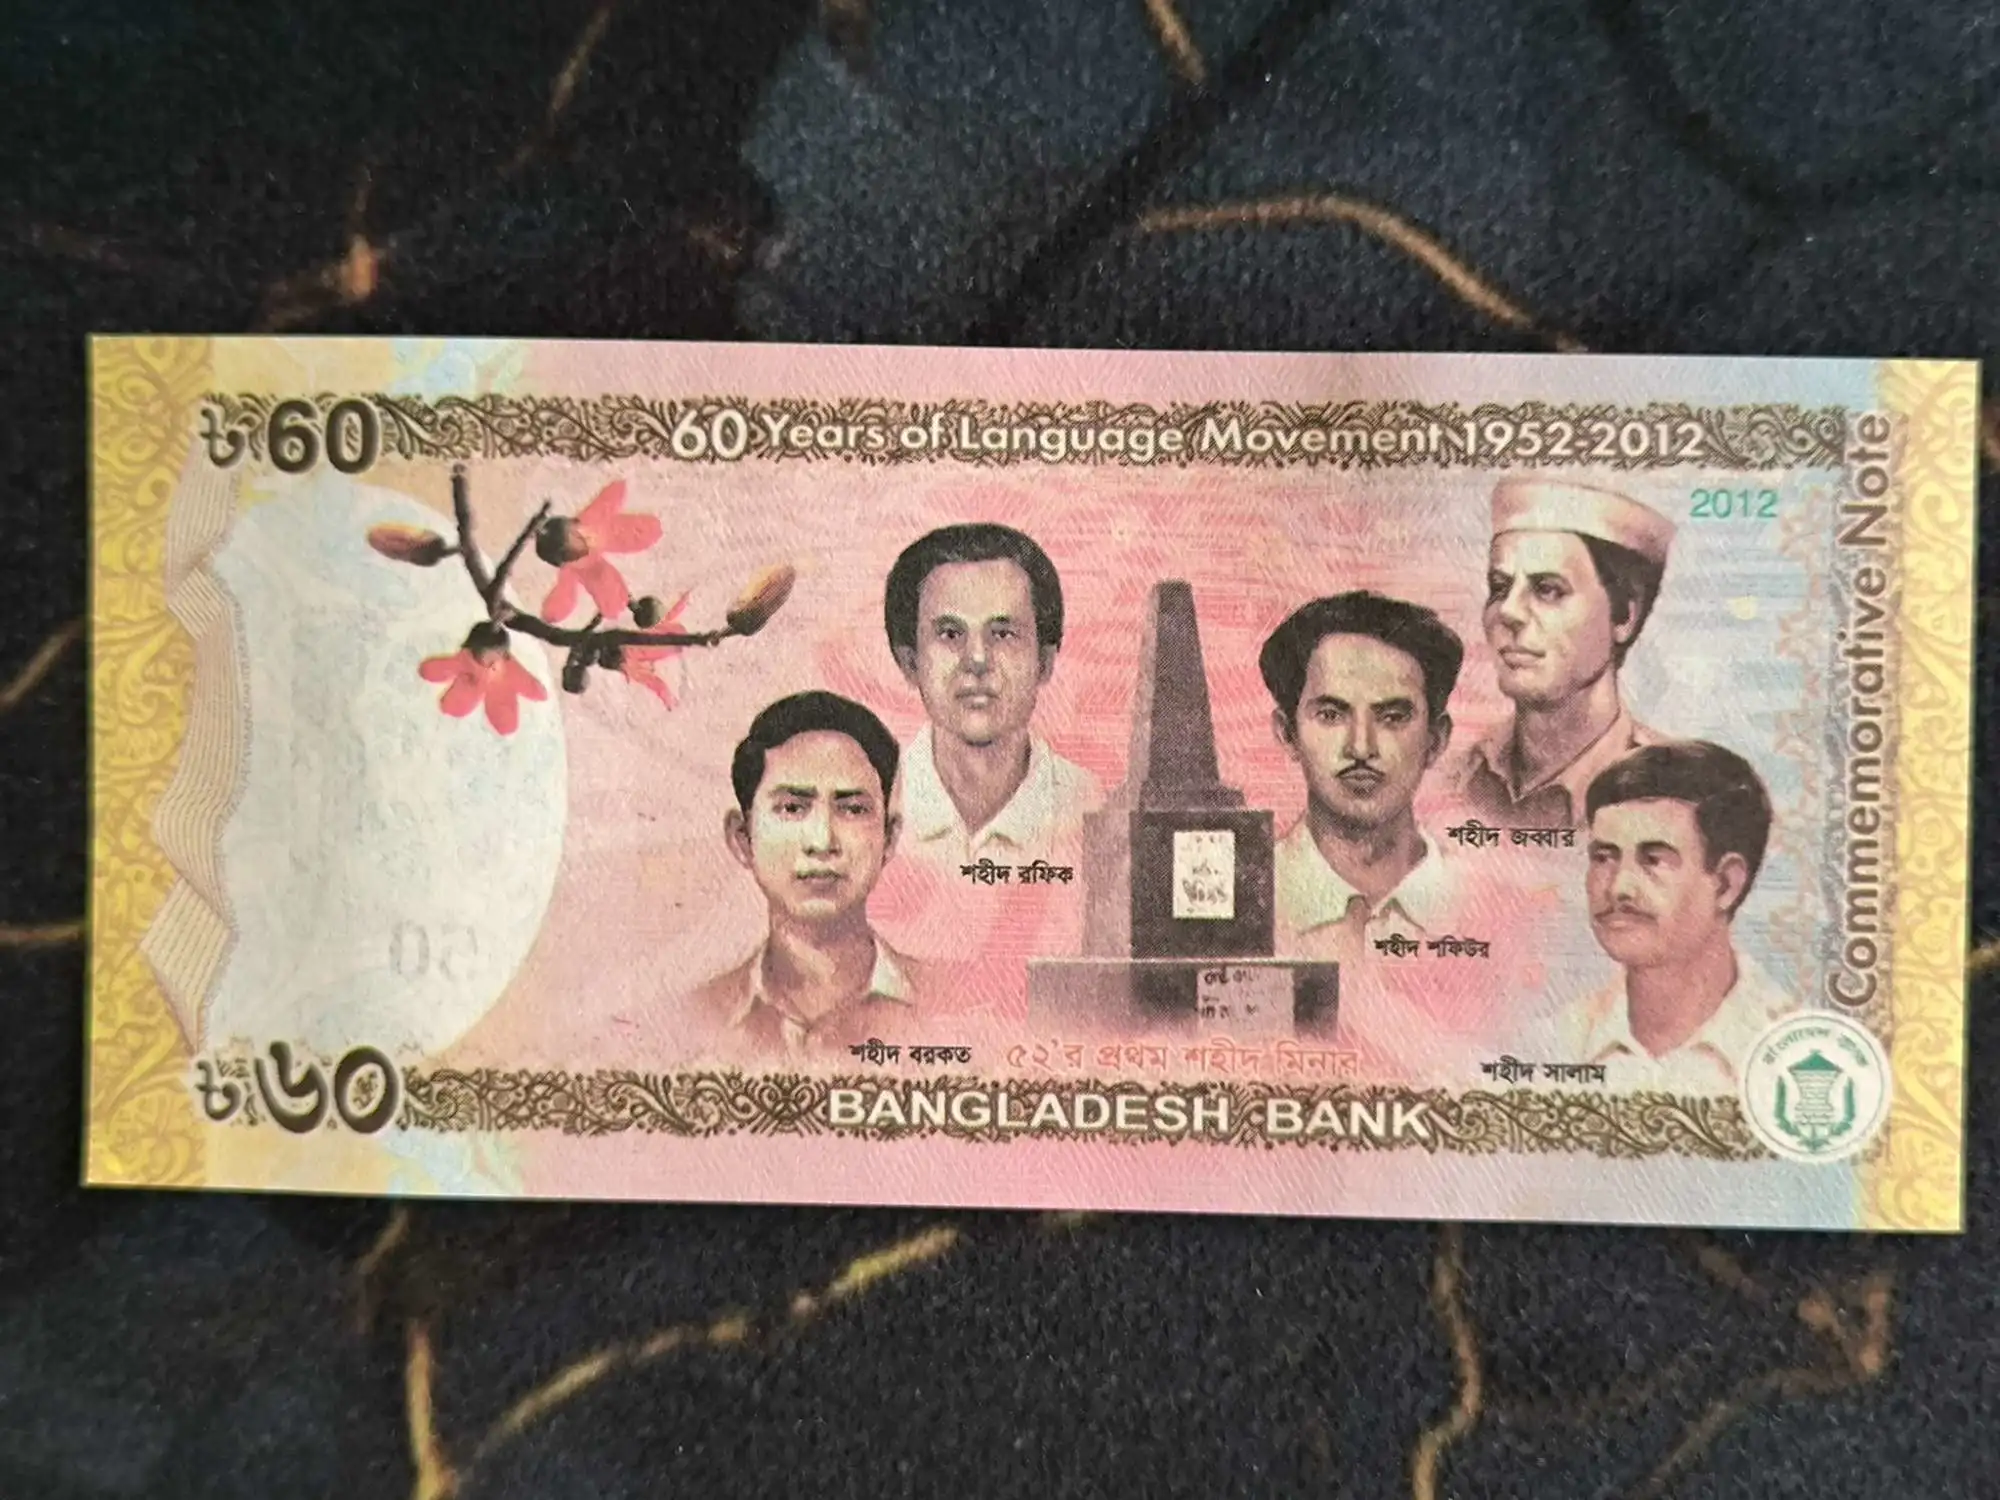 ৳60
60 Years of Language Movement 1952-2012
2012
Commemorative Note
শহীদ জব্বার
শহীদ রফিক
শহীদ শফিউর
50
শহীদ বরকত
৫২'র প্রথম শহীদ মিনার
শহীদ সালাম
৳৬০
BANGLADESH BANK
বাংলাদেশ ব্যাংক